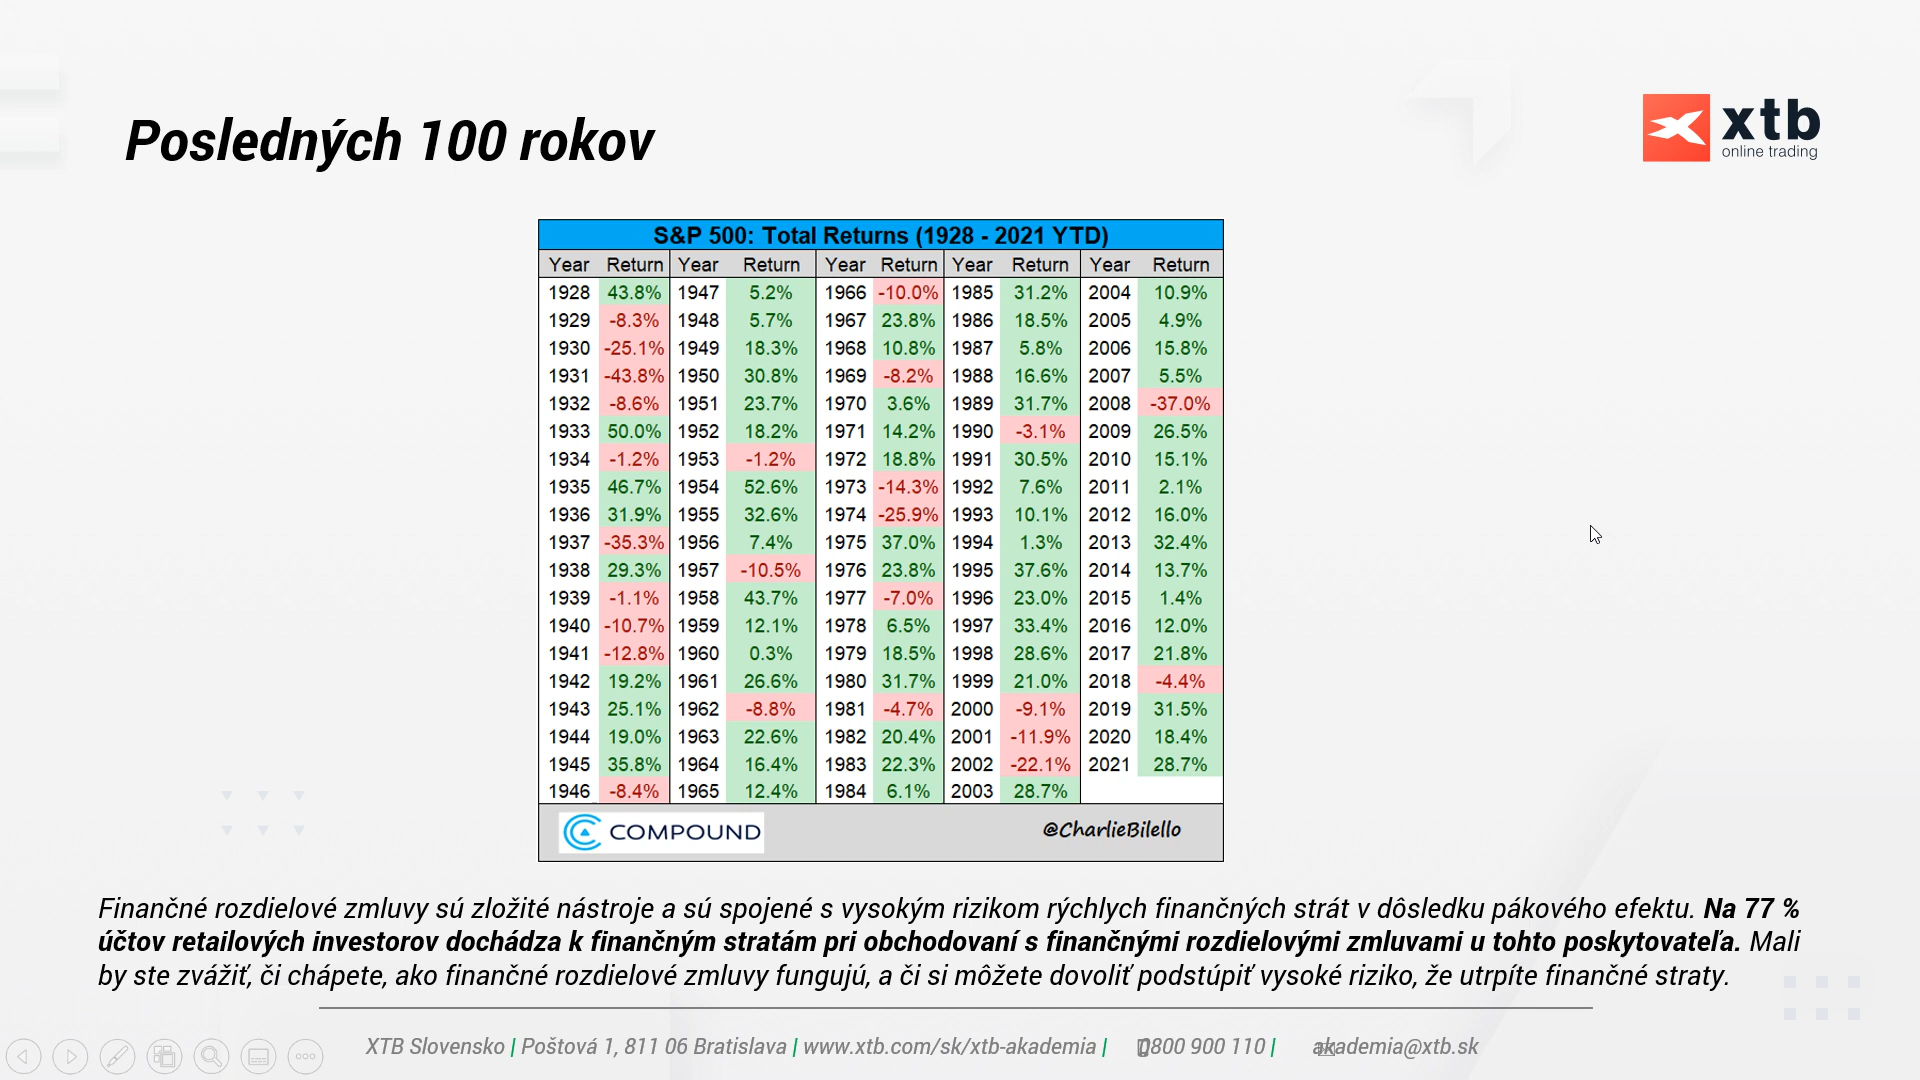 Posledných 100 rokov
xtb
online trading
S&P 500: Total Returns (1928 - 2021 YTD)
Year Return Year Return Year Return Year Return Year Return
1928 43.8% 1947 5.2% 1966 -10.0% 1985 31.2% 2004 10.9%
1929 -8.3% 1948 5.7% 1967 23.8% 1986 18.5% 2005 4.9%
1930 -25.1% 1949 18.3% 1968 10.8% 1987 5.8% 2006 15.8%
1931 -43.8% 1950 30.8% 1969 -8.2% 1988 16.6% 2007 5.5%
1932 -8.6% 1951 23.7% 1970 3.6% 1989 31.7% 2008 -37.0%
1933 50.0% 1952 18.2% 1971 14.2% 1990 -3.1% 2009 26.5%
1934 -1.2% 1953 -1.2% 1972 18.8% 1991 30.5% 2010 15.1%
1935 46.7% 1954 52.6% 1973 -14.3% 1992 7.6% 2011 2.1%
1936 31.9% 1955 32.6% 1974 -25.9% 1993 10.1% 2012 16.0%
1937 -35.3% 1956 7.4% 1975 37.0% 1994 1.3% 2013 32.4%
1938 29.3% 1957 -10.5% 1976 23.8% 1995 37.6% 2014 13.7%
1939 -1.1% 1958 43.7% 1977 -7.0% 1996 23.0% 2015 1.4%
1940 -10.7% 1959 12.1% 1978 6.5% 1997 33.4% 2016 12.0%
1941 -12.8% 1960 0.3% 1979 18.5% 1998 28.6% 2017 21.8%
1942 19.2% 1961 26.6% 1980 31.7% 1999 21.0% 2018 -4.4%
1943 25.1% 1962 -8.8% 1981 -4.7% 2000 -9.1% 2019 31.5%
1944 19.0% 1963 22.6% 1982 20.4% 2001 -11.9% 2020 18.4%
1945 35.8% 1964 16.4% 1983 22.3% 2002 -22.1% 2021 28.7%
1946 -8.4% 1965 12.4% 1984 6.1% 2003 28.7%
COMPOUND @CharlieBilello
Finančné rozdielové zmluvy sú zložité nástroje a sú spojené s vysokým rizikom rýchlych finančných strát v dôsledku pákového efektu. Na 77 %
účtov retailových investorov dochádza k finančným stratám pri obchodovaní s finančnými rozdielovými zmluvami u tohto poskytovateľa. Mali
by ste zvážiť, či chápete, ako finančné rozdielové zmluvy fungujú, a či si môžete dovoliť podstúpiť vysoké riziko, že utrpíte finančné straty.
XTB Slovensko | Poštová 1, 811 06 Bratislava | www.xtb.com/sk/xtb-akademia | 0800 900 110 | akademia@xtb.sk